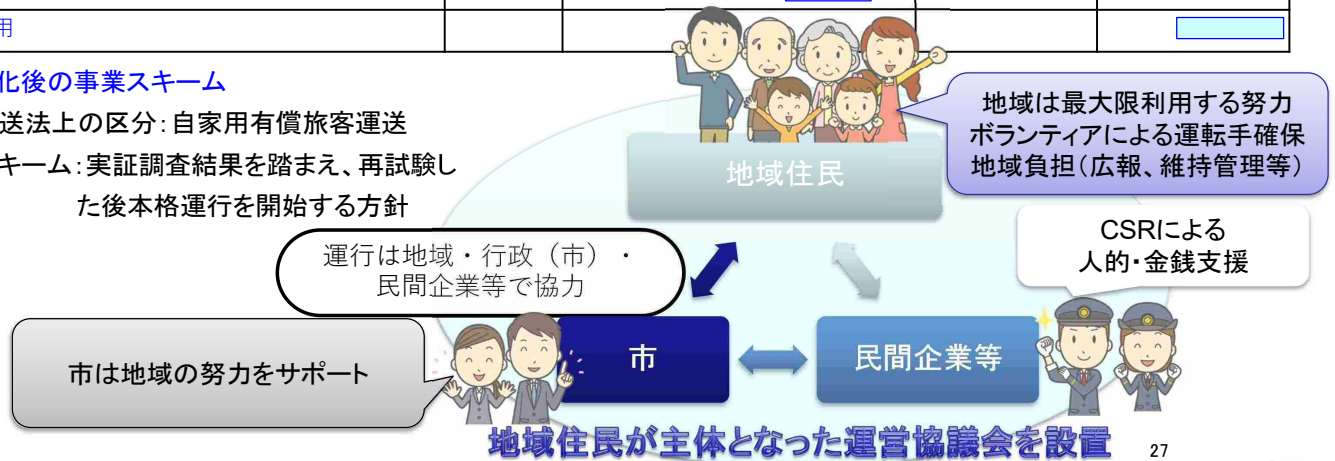 用
化後の事業スキーム
送法上の区分：自家用有償旅客運送
キーム：実証調査結果を踏まえ、再試験し
た後本格運行を開始する方針
地域は最大限利用する努力
ボランティアによる運転手確保
地域負担（広報、維持管理等）
地域住民
CSRによる
人的・金銭支援
運行は地域・行政（市）・
民間企業等で協力
市は地域の努力をサポート
市
民間企業等
地域住民が主体となった運営協議会を設置
27